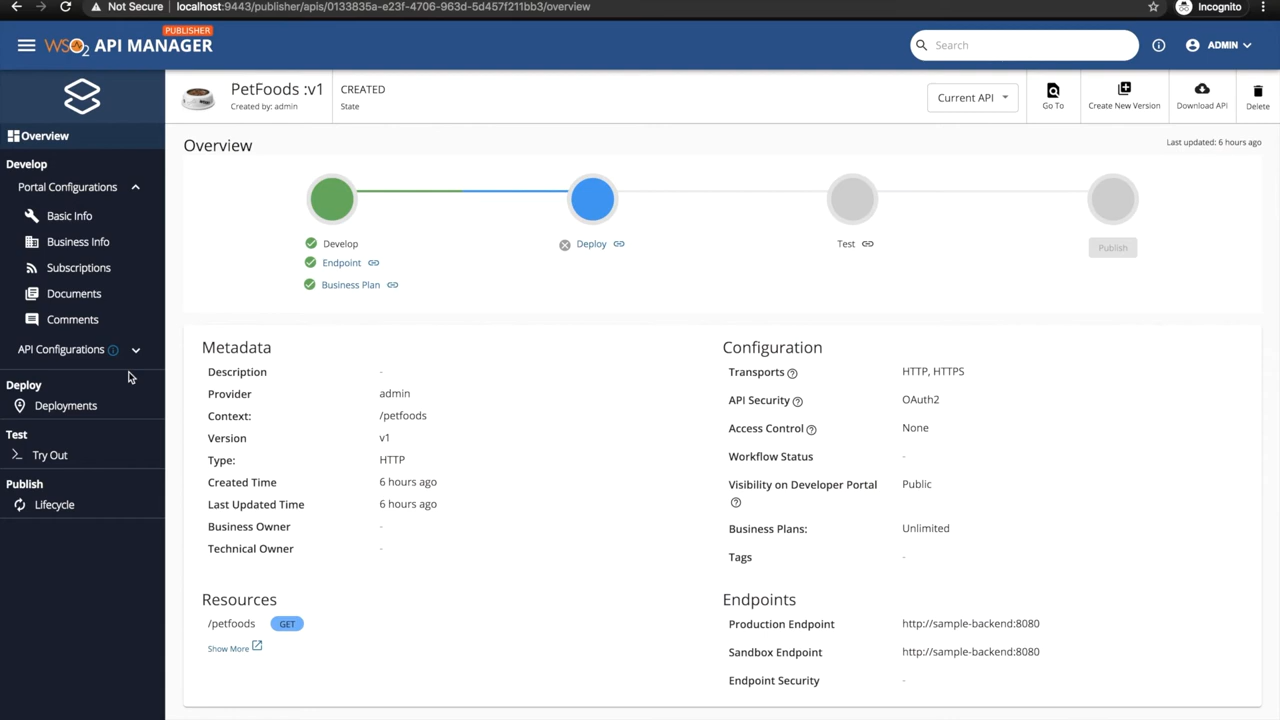 Not Secure | localhost:9443/publisher/apis/0133835a-e23f-4706-963d-5d457f211bb3/overview
Incognito
PUBLISHER
WSO2 API MANAGER
Search
ADMIN
PetFoods :v1
Created by: admin
CREATED
State
Current API
Go To
Create New Version
Download API
Delete
Overview
Develop
Portal Configurations
Basic Info
Business Info
Subscriptions
Documents
Comments
API Configurations
Deploy
Deployments
Test
Try Out
Publish
Lifecycle
Overview
Last updated: 6 hours ago
Develop
Endpoint
Business Plan
Deploy
Test
Publish
Metadata
Description -
Provider admin
Context: /petfoods
Version v1
Type: HTTP
Created Time 6 hours ago
Last Updated Time 6 hours ago
Business Owner -
Technical Owner -
Configuration
Transports HTTP, HTTPS
API Security OAuth2
Access Control None
Workflow Status -
Visibility on Developer Portal Public
Business Plans: Unlimited
Tags -
Resources
/petfoods GET
Show More
Endpoints
Production Endpoint http://sample-backend:8080
Sandbox Endpoint http://sample-backend:8080
Endpoint Security -